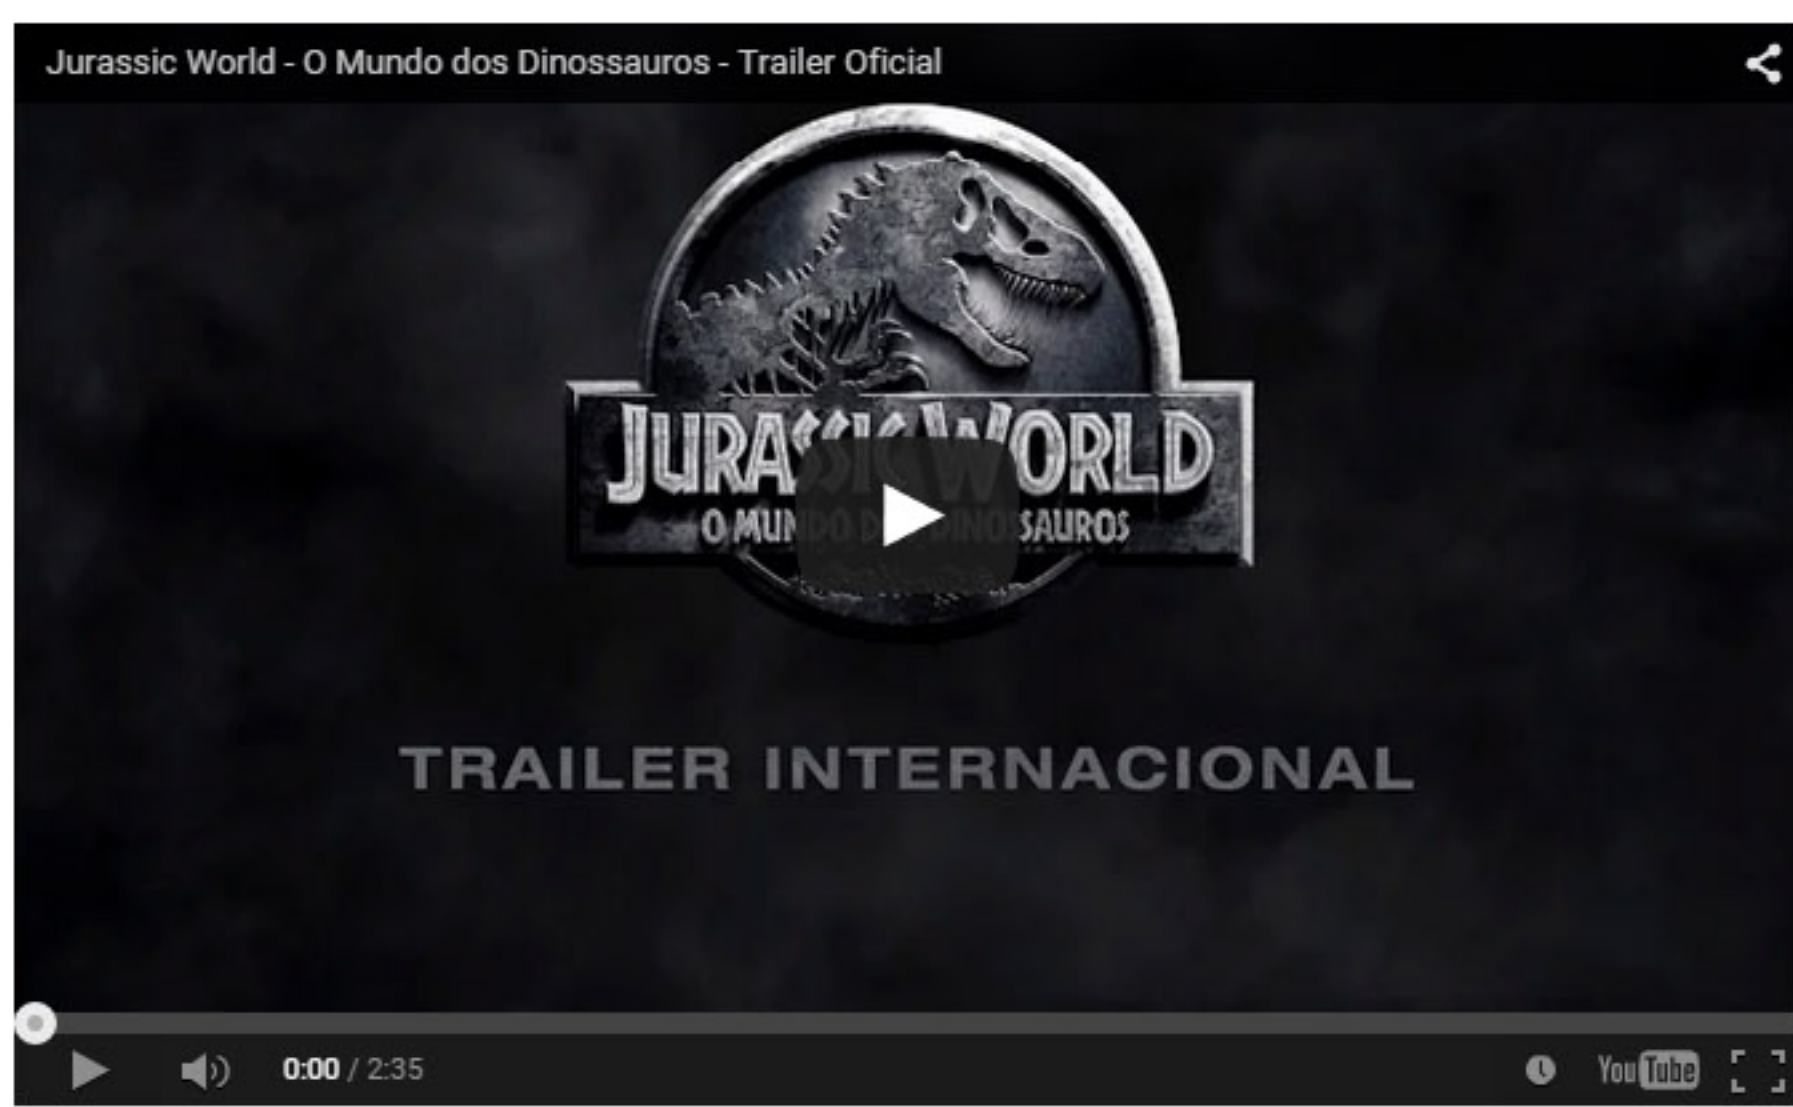 Jurassic World - O Mundo dos Dinossauros - Trailer Oficial
JURASSIC WORLD
O MUNDO DOS DINOSSAUROS
TRAILER INTERNACIONAL
0:00 / 2:35
YouTube